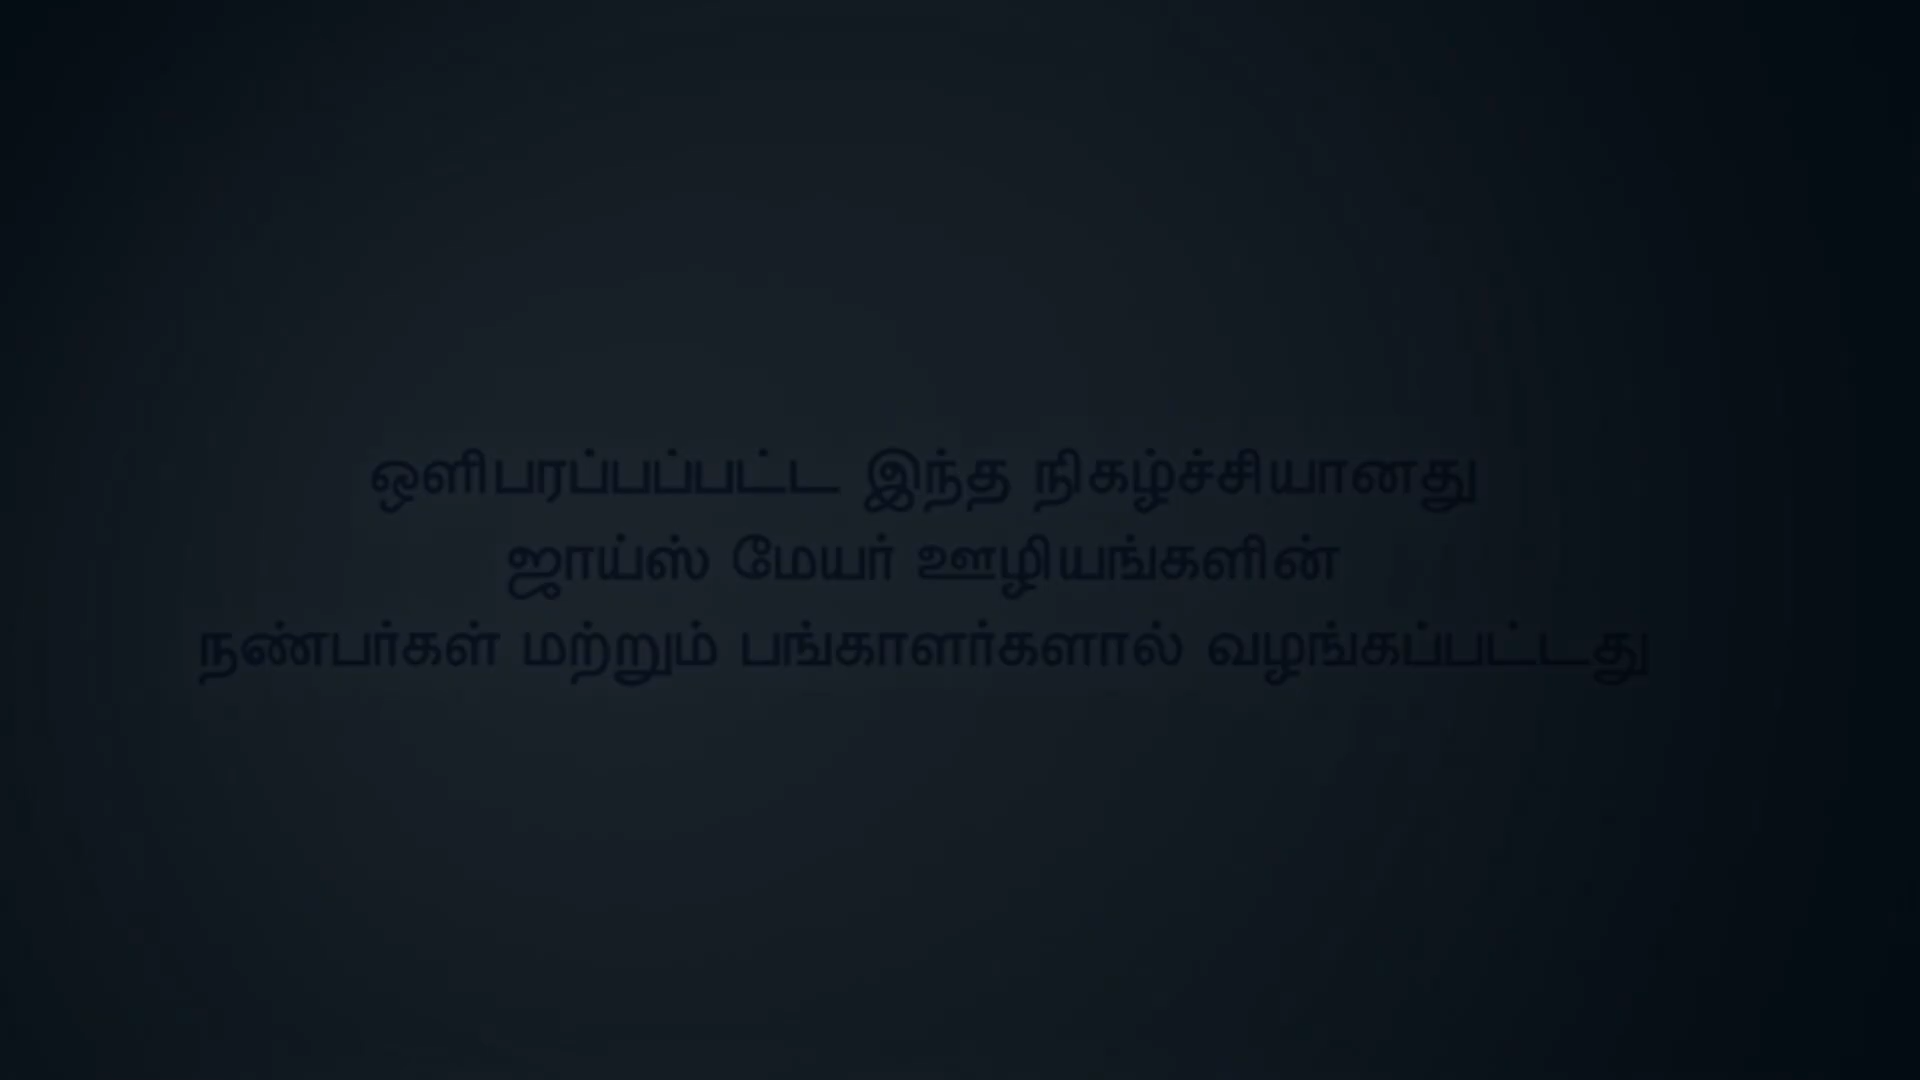 ஒளிபரப்பப்பட்ட இந்த நிகழ்ச்சியானது
ஜாய்ஸ் மேயர் ஊழியங்களின்
நண்பர்கள் மற்றும் பங்காளர்களால் வழங்கப்பட்டது